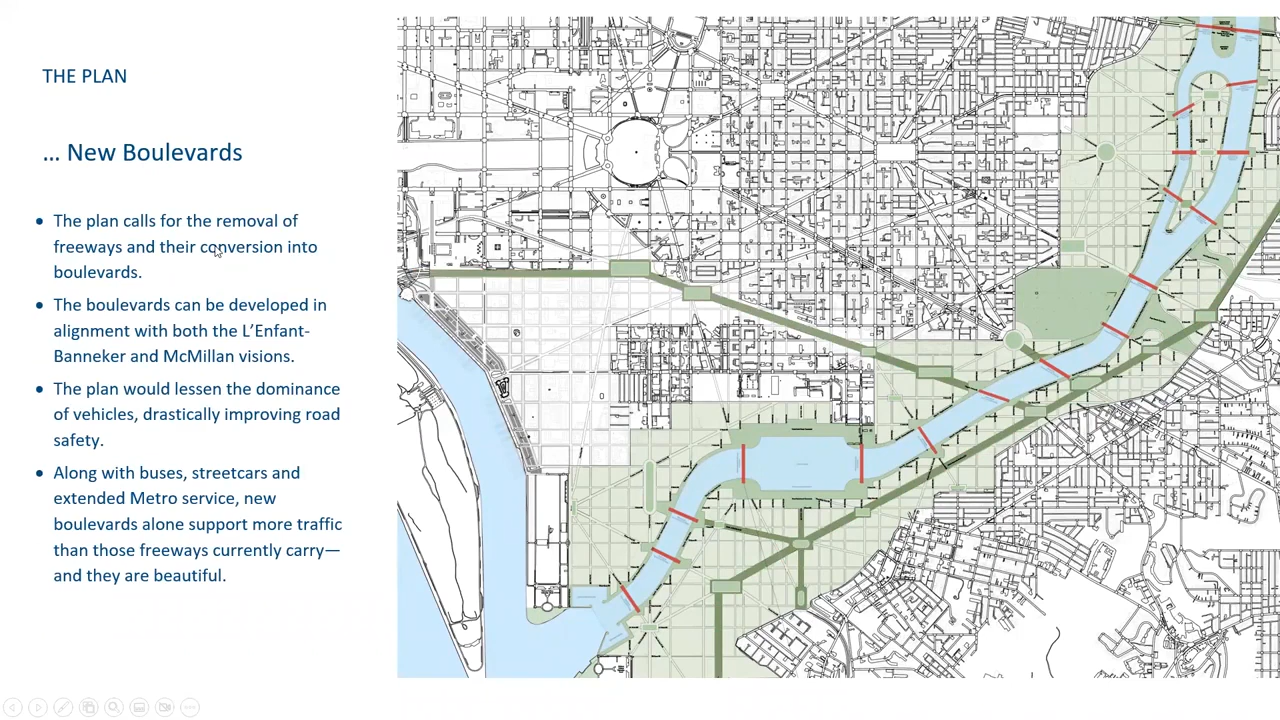 THE PLAN
… New Boulevards
• The plan calls for the removal of
freeways and their conversion into
boulevards.
• The boulevards can be developed in
alignment with both the L’Enfant-
Banneker and McMillan visions.
• The plan would lessen the dominance
of vehicles, drastically improving road
safety.
• Along with buses, streetcars and
extended Metro service, new
boulevards alone support more traffic
than those freeways currently carry—
and they are beautiful.